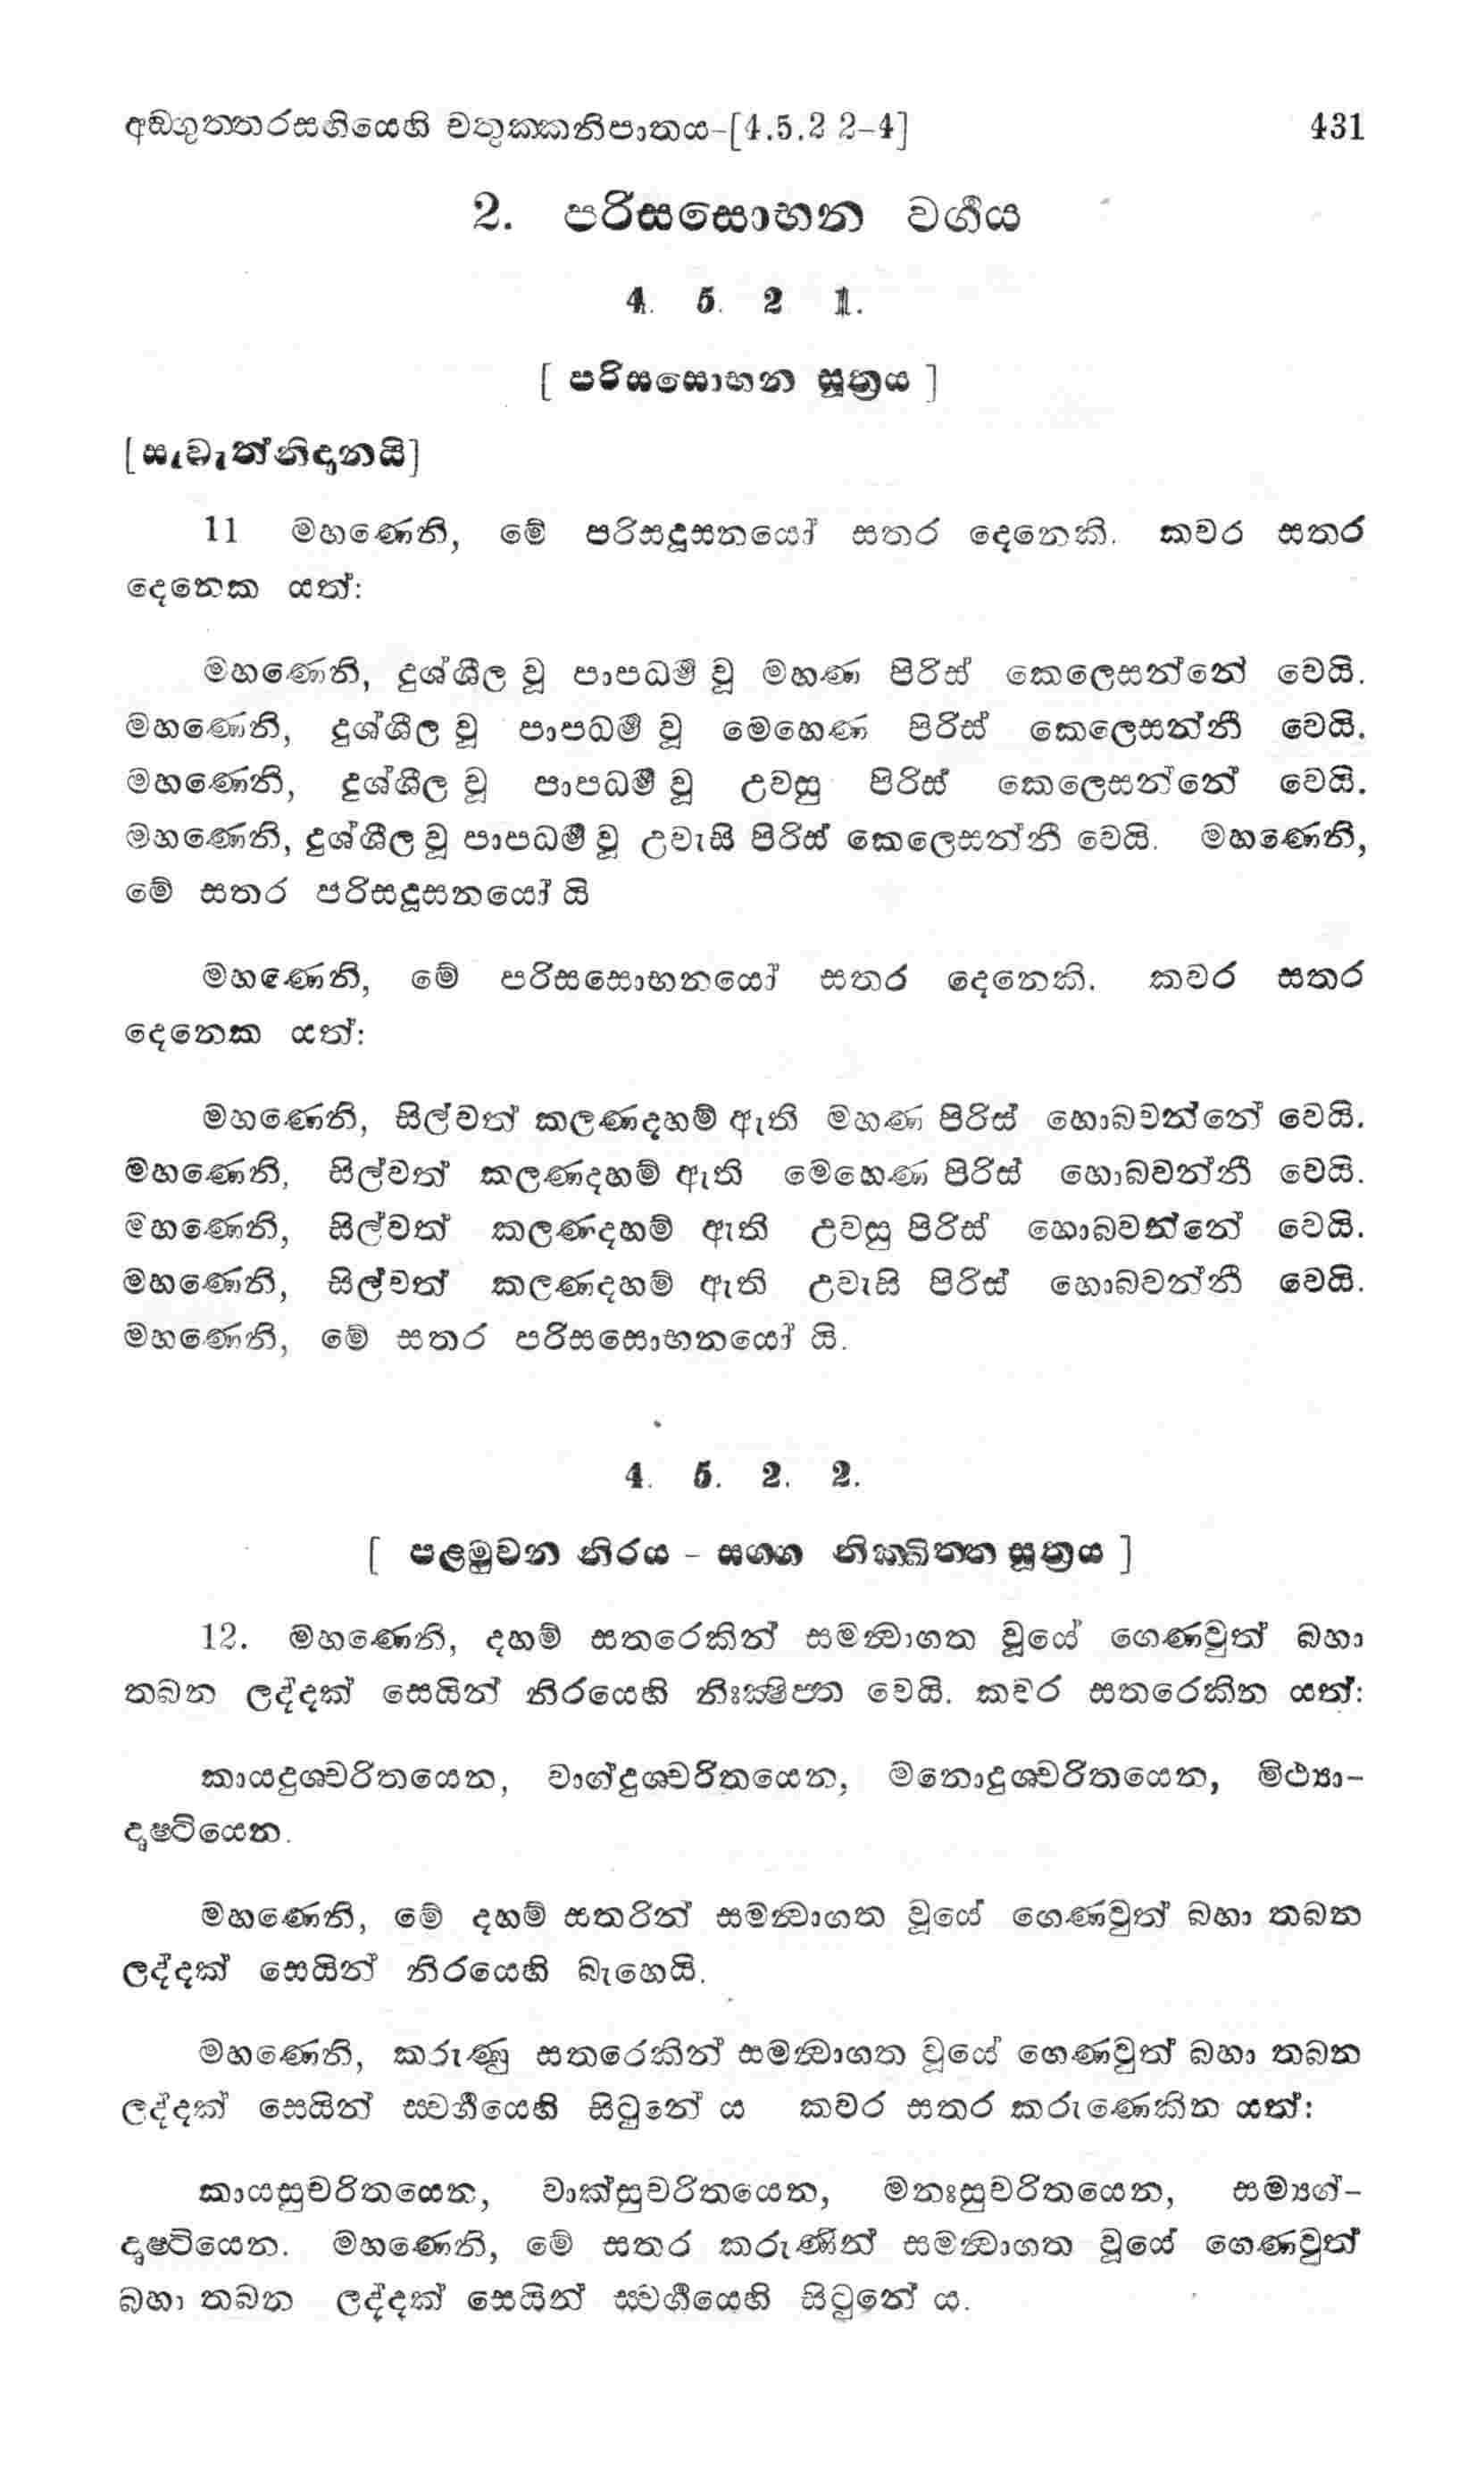 අඞ්ගුත්තරසඟියෙහි චතුක්කනිපාතය-[4.5.2 2-4] 431
2. පරිසසොභන වර්ගය
4. 5. 2 1.
[ පරිසසොභන සූත්‍රය ]
[සැවැත්නිදානයි]
11 මහණෙනි, මේ පරිසදූසනයෝ සතර දෙනෙකි. කවර සතර
දෙනෙක යත්:
මහණෙනි, දුශ්ශීල වූ පාපධර්ම වූ මහණ පිරිස් කෙලෙසන්නේ වෙයි.
මහණෙනි, දුශ්ශීල වූ පාපධර්ම වූ මෙහෙණ පිරිස් කෙලෙසන්නී වෙයි.
මහණෙනි, දුශ්ශීල වූ පාපධර්ම වූ උවසු පිරිස් කෙලෙසන්නේ වෙයි.
මහණෙනි, දුශ්ශීල වූ පාපධර්ම වූ උවැසි පිරිස් කෙලෙසන්නී වෙයි. මහණෙනි,
මේ සතර පරිසදූසනයෝ යි
මහණෙනි, මේ පරිසසොභනයෝ සතර දෙනෙකි. කවර සතර
දෙනෙක යත්:
මහණෙනි, සිල්වත් කලණදහම් ඇති මහණ පිරිස් හොබවන්නේ වෙයි.
මහණෙනි, සිල්වත් කලණදහම් ඇති මෙහෙණ පිරිස් හොබවන්නී වෙයි.
මහණෙනි, සිල්වත් කලණදහම් ඇති උවසු පිරිස් හොබවන්නේ වෙයි.
මහණෙනි, සිල්වත් කලණදහම් ඇති උවැසි පිරිස් හොබවන්නී වෙයි.
මහණෙනි, මේ සතර පරිසසොභනයෝ යි.
4. 5. 2. 2.
[ පළමුවන නිරය - සග්ග නික්ඛිත්ත සූත්‍රය ]
12. මහණෙනි, දහම් සතරෙකින් සමන්වාගත වූයේ ගෙණවුත් බහා
තබන ලද්දක් සෙයින් නිරයෙහි නිඃක්ෂිප්ත වෙයි. කවර සතරෙකින යත්:
කායදුශ්චරිතයෙන, වාග්දුශ්චරිතයෙන, මනොදුශ්චරිතයෙන, මිථ්‍යා-
දෘෂ්ටියෙන.
මහණෙනි, මේ දහම් සතරින් සමන්වාගත වූයේ ගෙණවුත් බහා තබන
ලද්දක් සෙයින් නිරයෙහි බැහෙයි.
මහණෙනි, කරුණු සතරෙකින් සමන්වාගත වූයේ ගෙණවුත් බහා තබන
ලද්දක් සෙයින් ස්වර්ගයෙහි සිටුනේ ය කවර සතර කරුණෙකින යත්:
කායසුචරිතයෙන, වාක්සුචරිතයෙන, මනඃසුචරිතයෙන, සම්‍යග්-
දෘෂ්ටියෙන. මහණෙනි, මේ සතර කරුණින් සමන්වාගත වූයේ ගෙණවුත්
බහා තබන ලද්දක් සෙයින් ස්වර්ගයෙහි සිටුනේ ය.